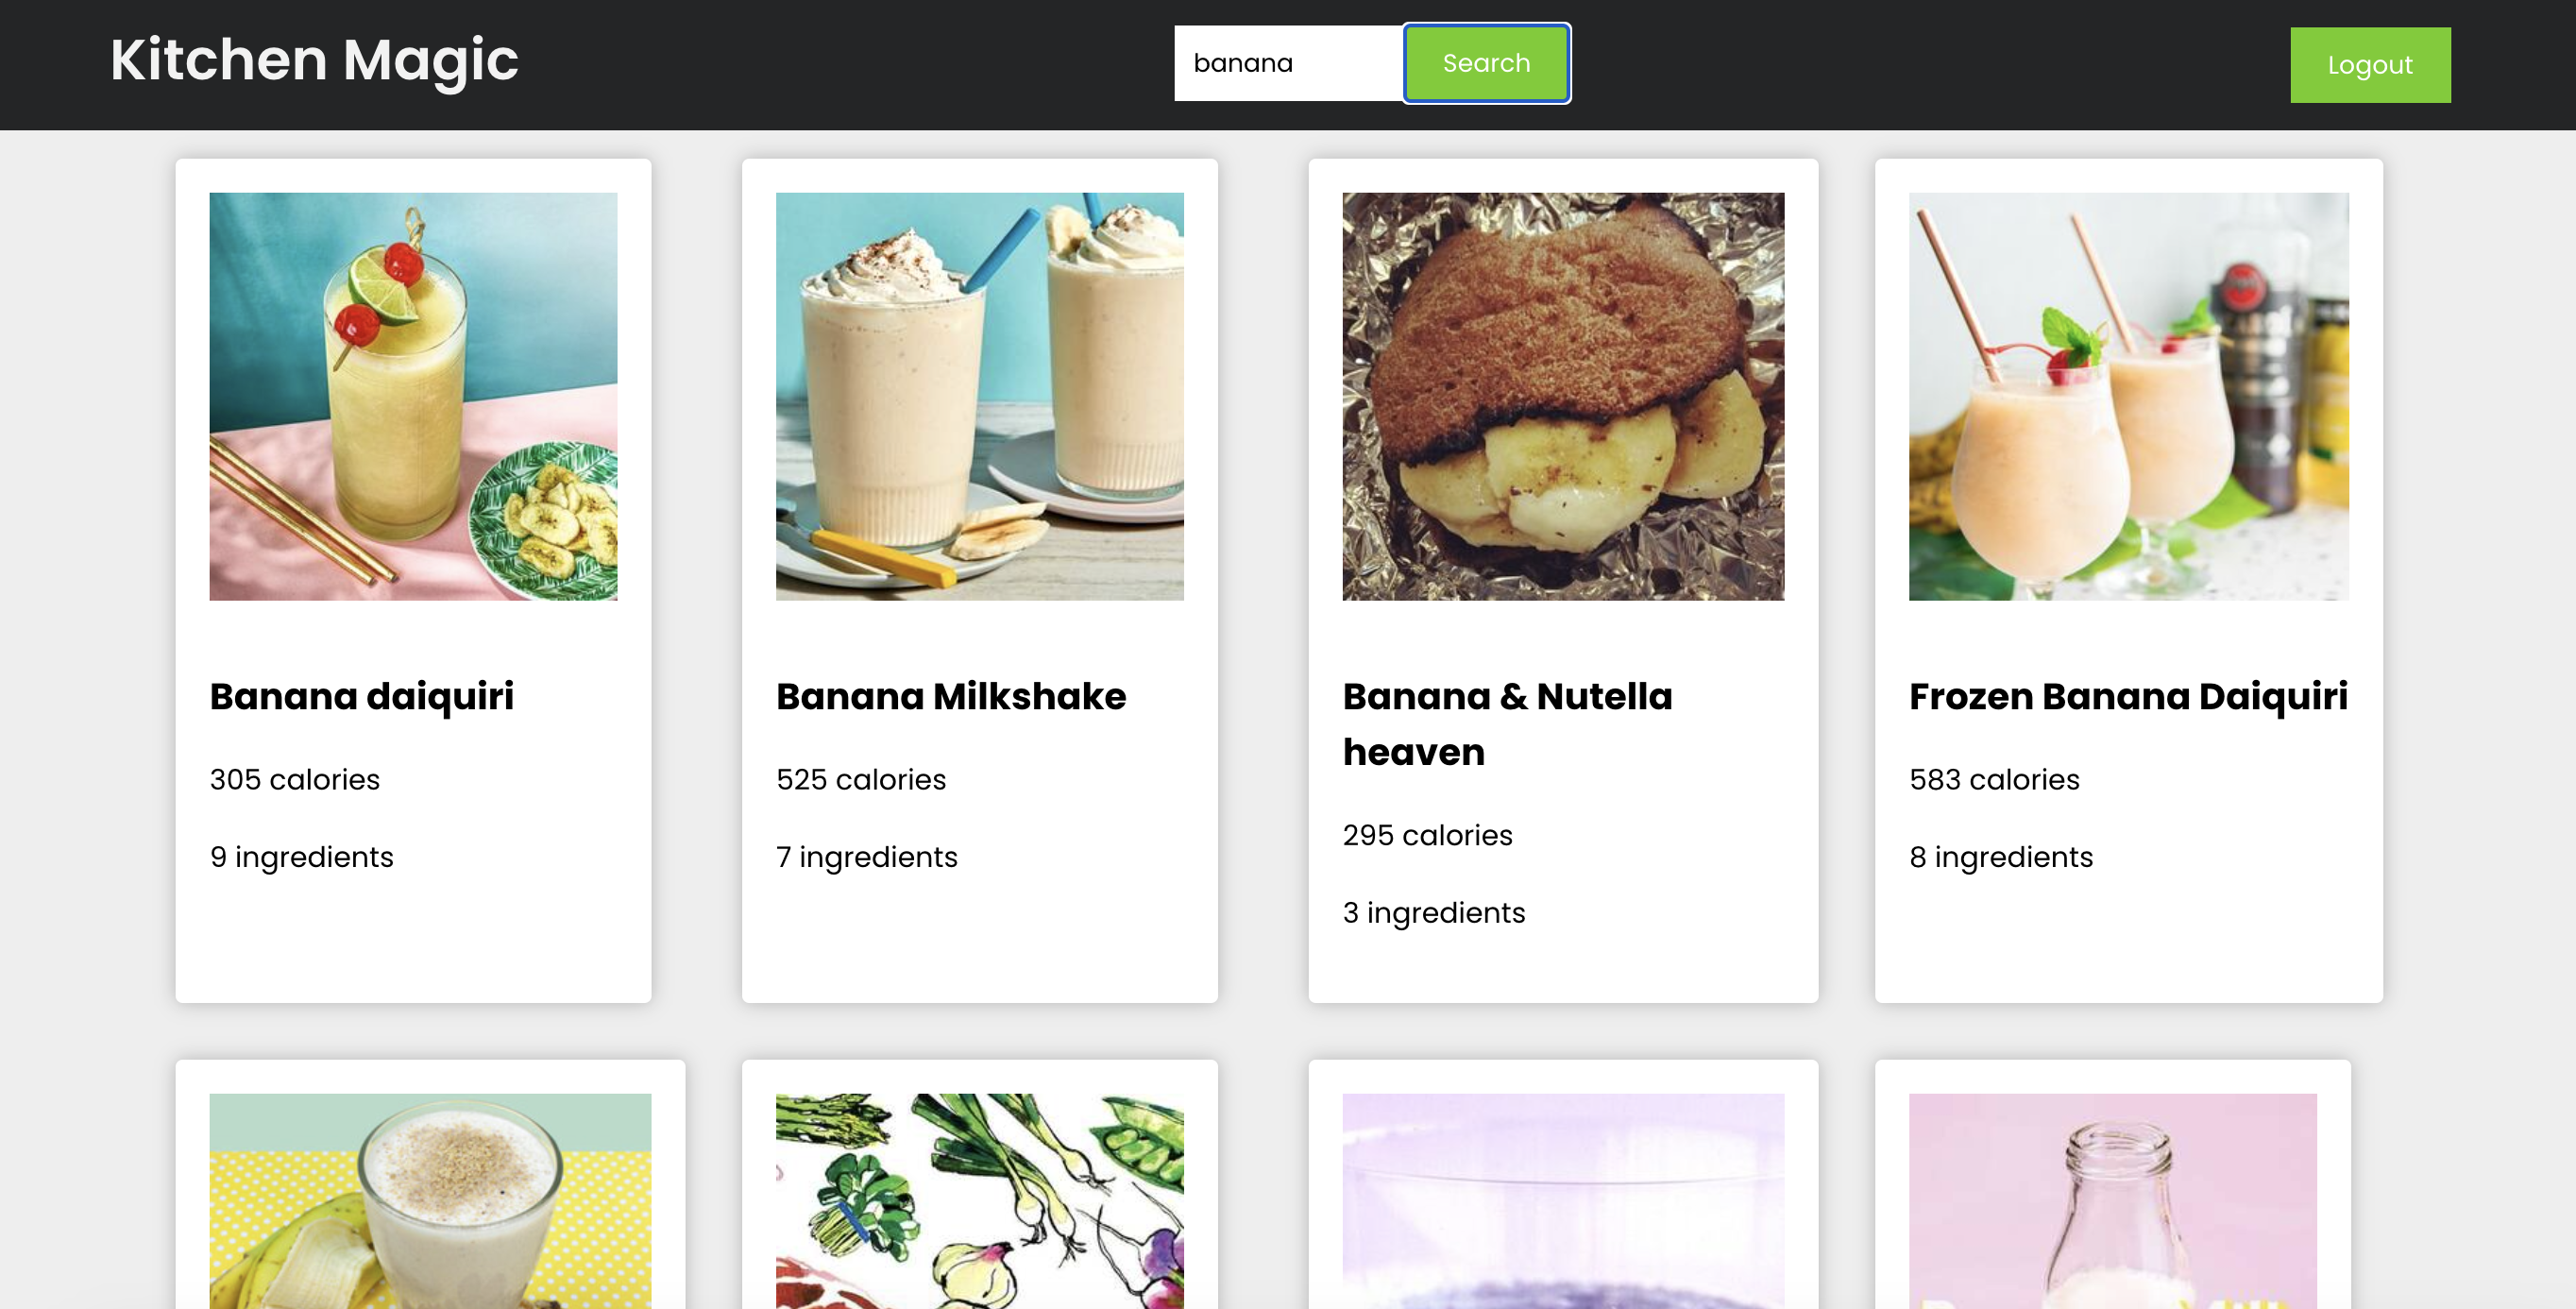 Kitchen Magic
banana
Search
Logout
Banana daiquiri
305 calories
9 ingredients
Banana Milkshake
525 calories
7 ingredients
Banana & Nutella
heaven
295 calories
3 ingredients
Frozen Banana Daiquiri
583 calories
8 ingredients